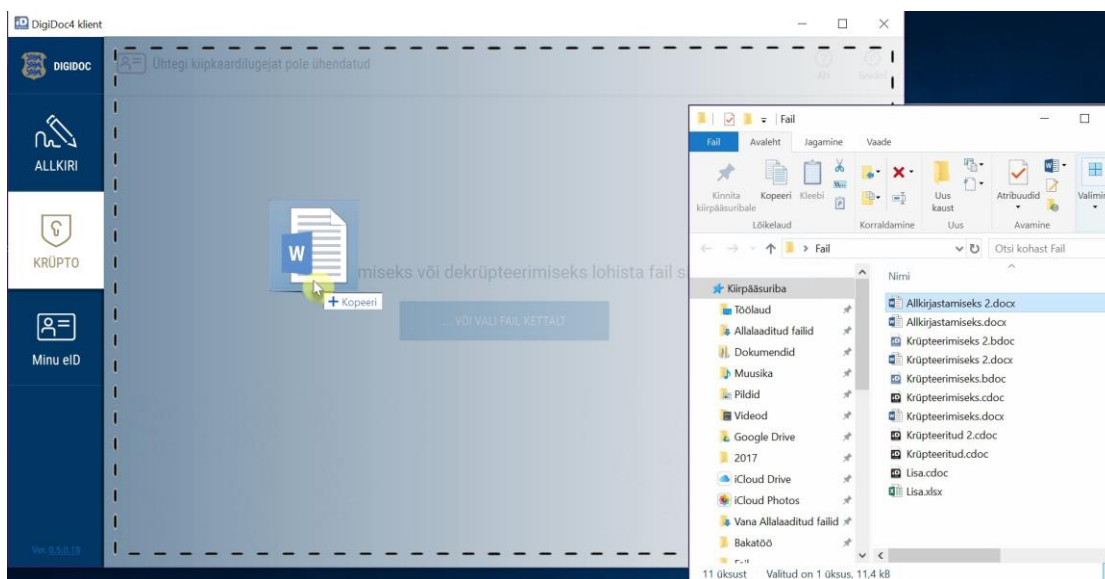 DigiDoc4 klient
DIGIDOC
Ühtegi kiipkaardilugejat pole ühendatud
Abi
Seaded
ALLKIRI
KRÜPTO
Minu eID
Ver. 0.5.0.18
miseks või dekrüpteerimiseks lohista fail s
... VÕI VALI FAIL KETTALT
W
+ Kopeeri
Fail
Fail Avaleht Jagamine Vaade
Kinnita kiirpääsuribale
Kopeeri
Kleebi
Uus kaust
Atribuudid
Valimin
Lõikelaud Korraldamine Uus Avamine
Fail
Otsi kohast Fail
Kiirpääsuriba
Töölaud
Allalaaditud failid
Dokumendid
Muusika
Pildid
Videod
Google Drive
2017
iCloud Drive
iCloud Photos
Vana Allalaaditud failid
Bakatöö
Nimi
Allkirjastamiseks 2.docx
Allkirjastamiseks.docx
Krüpteerimiseks 2.bdoc
Krüpteerimiseks 2.docx
Krüpteerimiseks.bdoc
Krüpteerimiseks.cdoc
Krüpteerimiseks.docx
Krüpteeritud 2.cdoc
Krüpteeritud.cdoc
Lisa.cdoc
Lisa.xlsx
11 üksust Valitud on 1 üksus, 11,4 kB